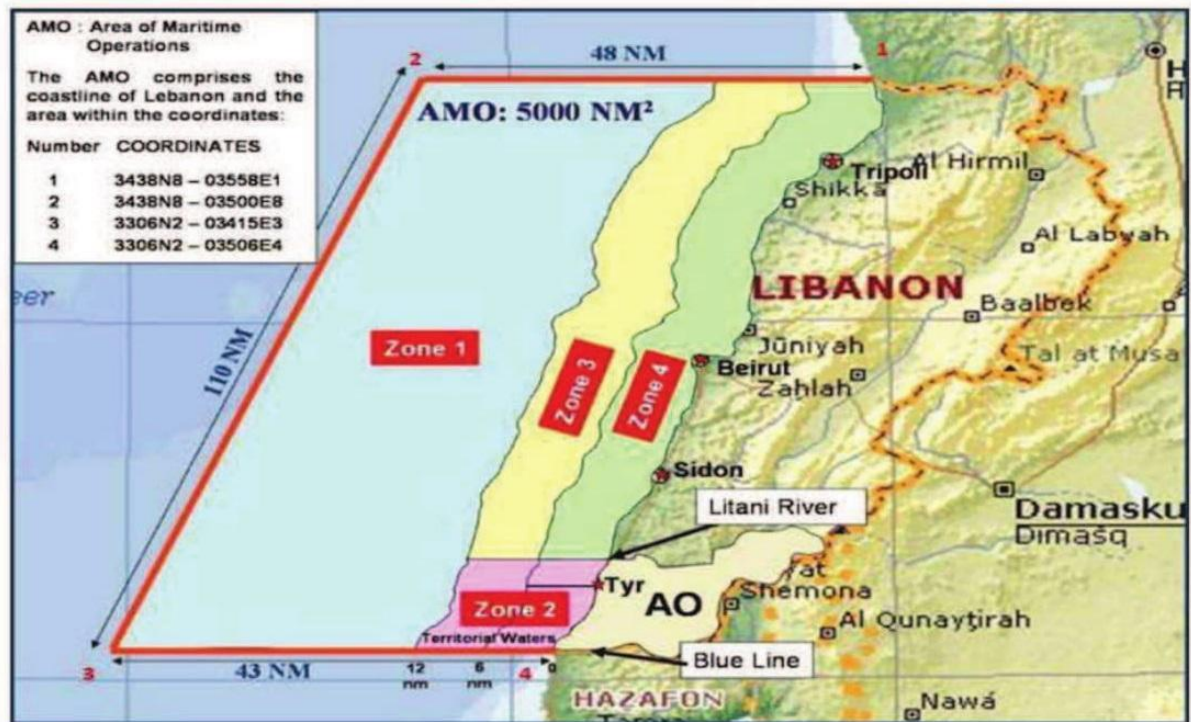 AMO : Area of Maritime
Operations
The AMO comprises the
coastline of Lebanon and the
area within the coordinates:
Number COORDINATES
1 3438N8 – 03558E1
2 3438N8 – 03500E8
3 3306N2 – 03415E3
4 3306N2 – 03506E4
2
48 NM
1
AMO: 5000 NM²
Tripoli
Al Hirmil
Shikkā
Al Labwah
LIBANON
Baalbek
Zone 1
110 NM
Zone 3
Zone 4
Jūniyah
Beirut
Zahlah
Tal at Musa
Sidon
Litani River
Damasku
Dimašq
Tyr
AO
Shemona
Zone 2
Territorial Waters
Al Qunayţirah
3
43 NM
12
nm
6
nm
4
0
Blue Line
HAZAFON
Nawá